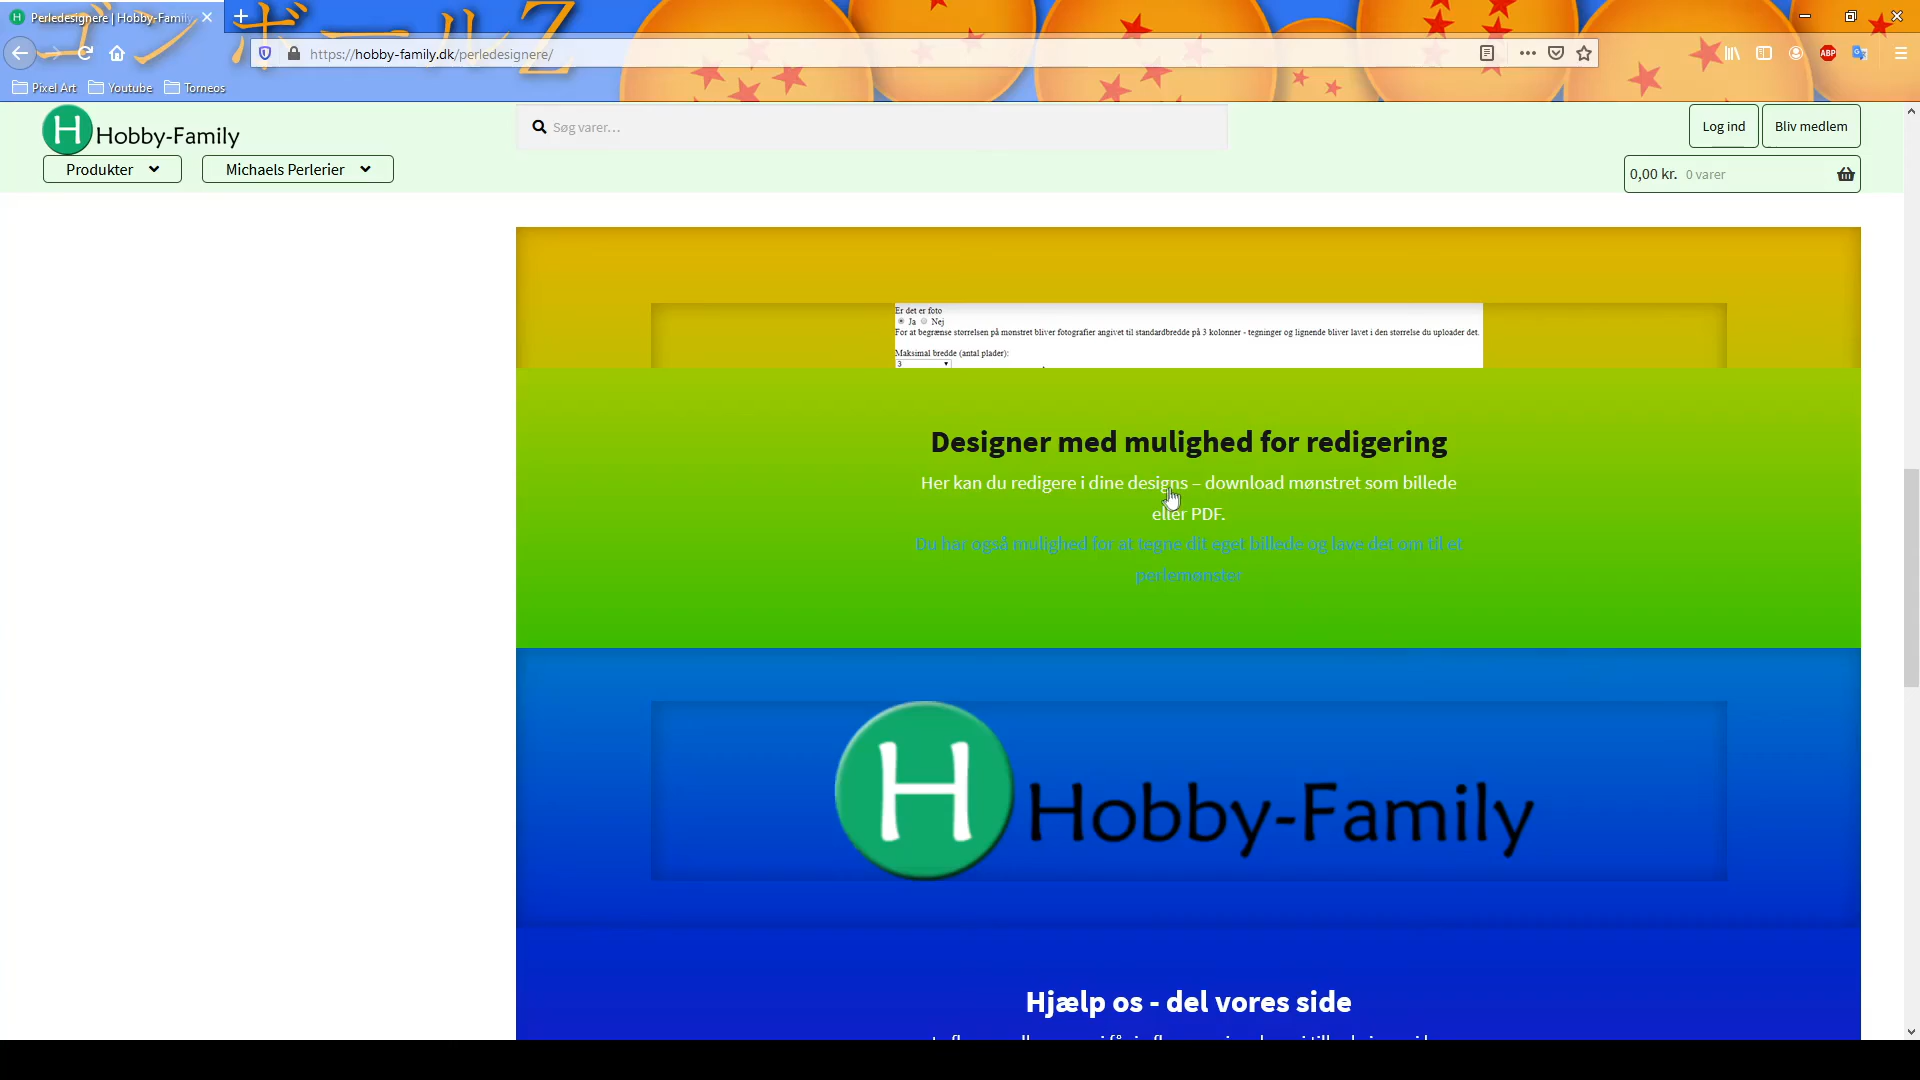 Perledesignere | Hobby-Family
https://hobby-family.dk/perledesignere/
Pixel Art Youtube Torneos
H Hobby-Family
Søg varer...
Log ind Bliv medlem
Produkter Michaels Perlerier
0,00 kr. 0 varer
Er det er foto
Ja Nej
For at begrænse størrelsen på mønstret bliver fotografier angivet til standardbredde på 3 kolonner - tegninger og lignende bliver lavet i den størrelse du uploader det.
Maksimal bredde (antal plader):
3
Designer med mulighed for redigering
Her kan du redigere i dine designs – download mønstret som billede
eller PDF.
Du har også mulighed for at tegne dit eget billede og lave det om til et
perlemønster
H Hobby-Family
Hjælp os - del vores side